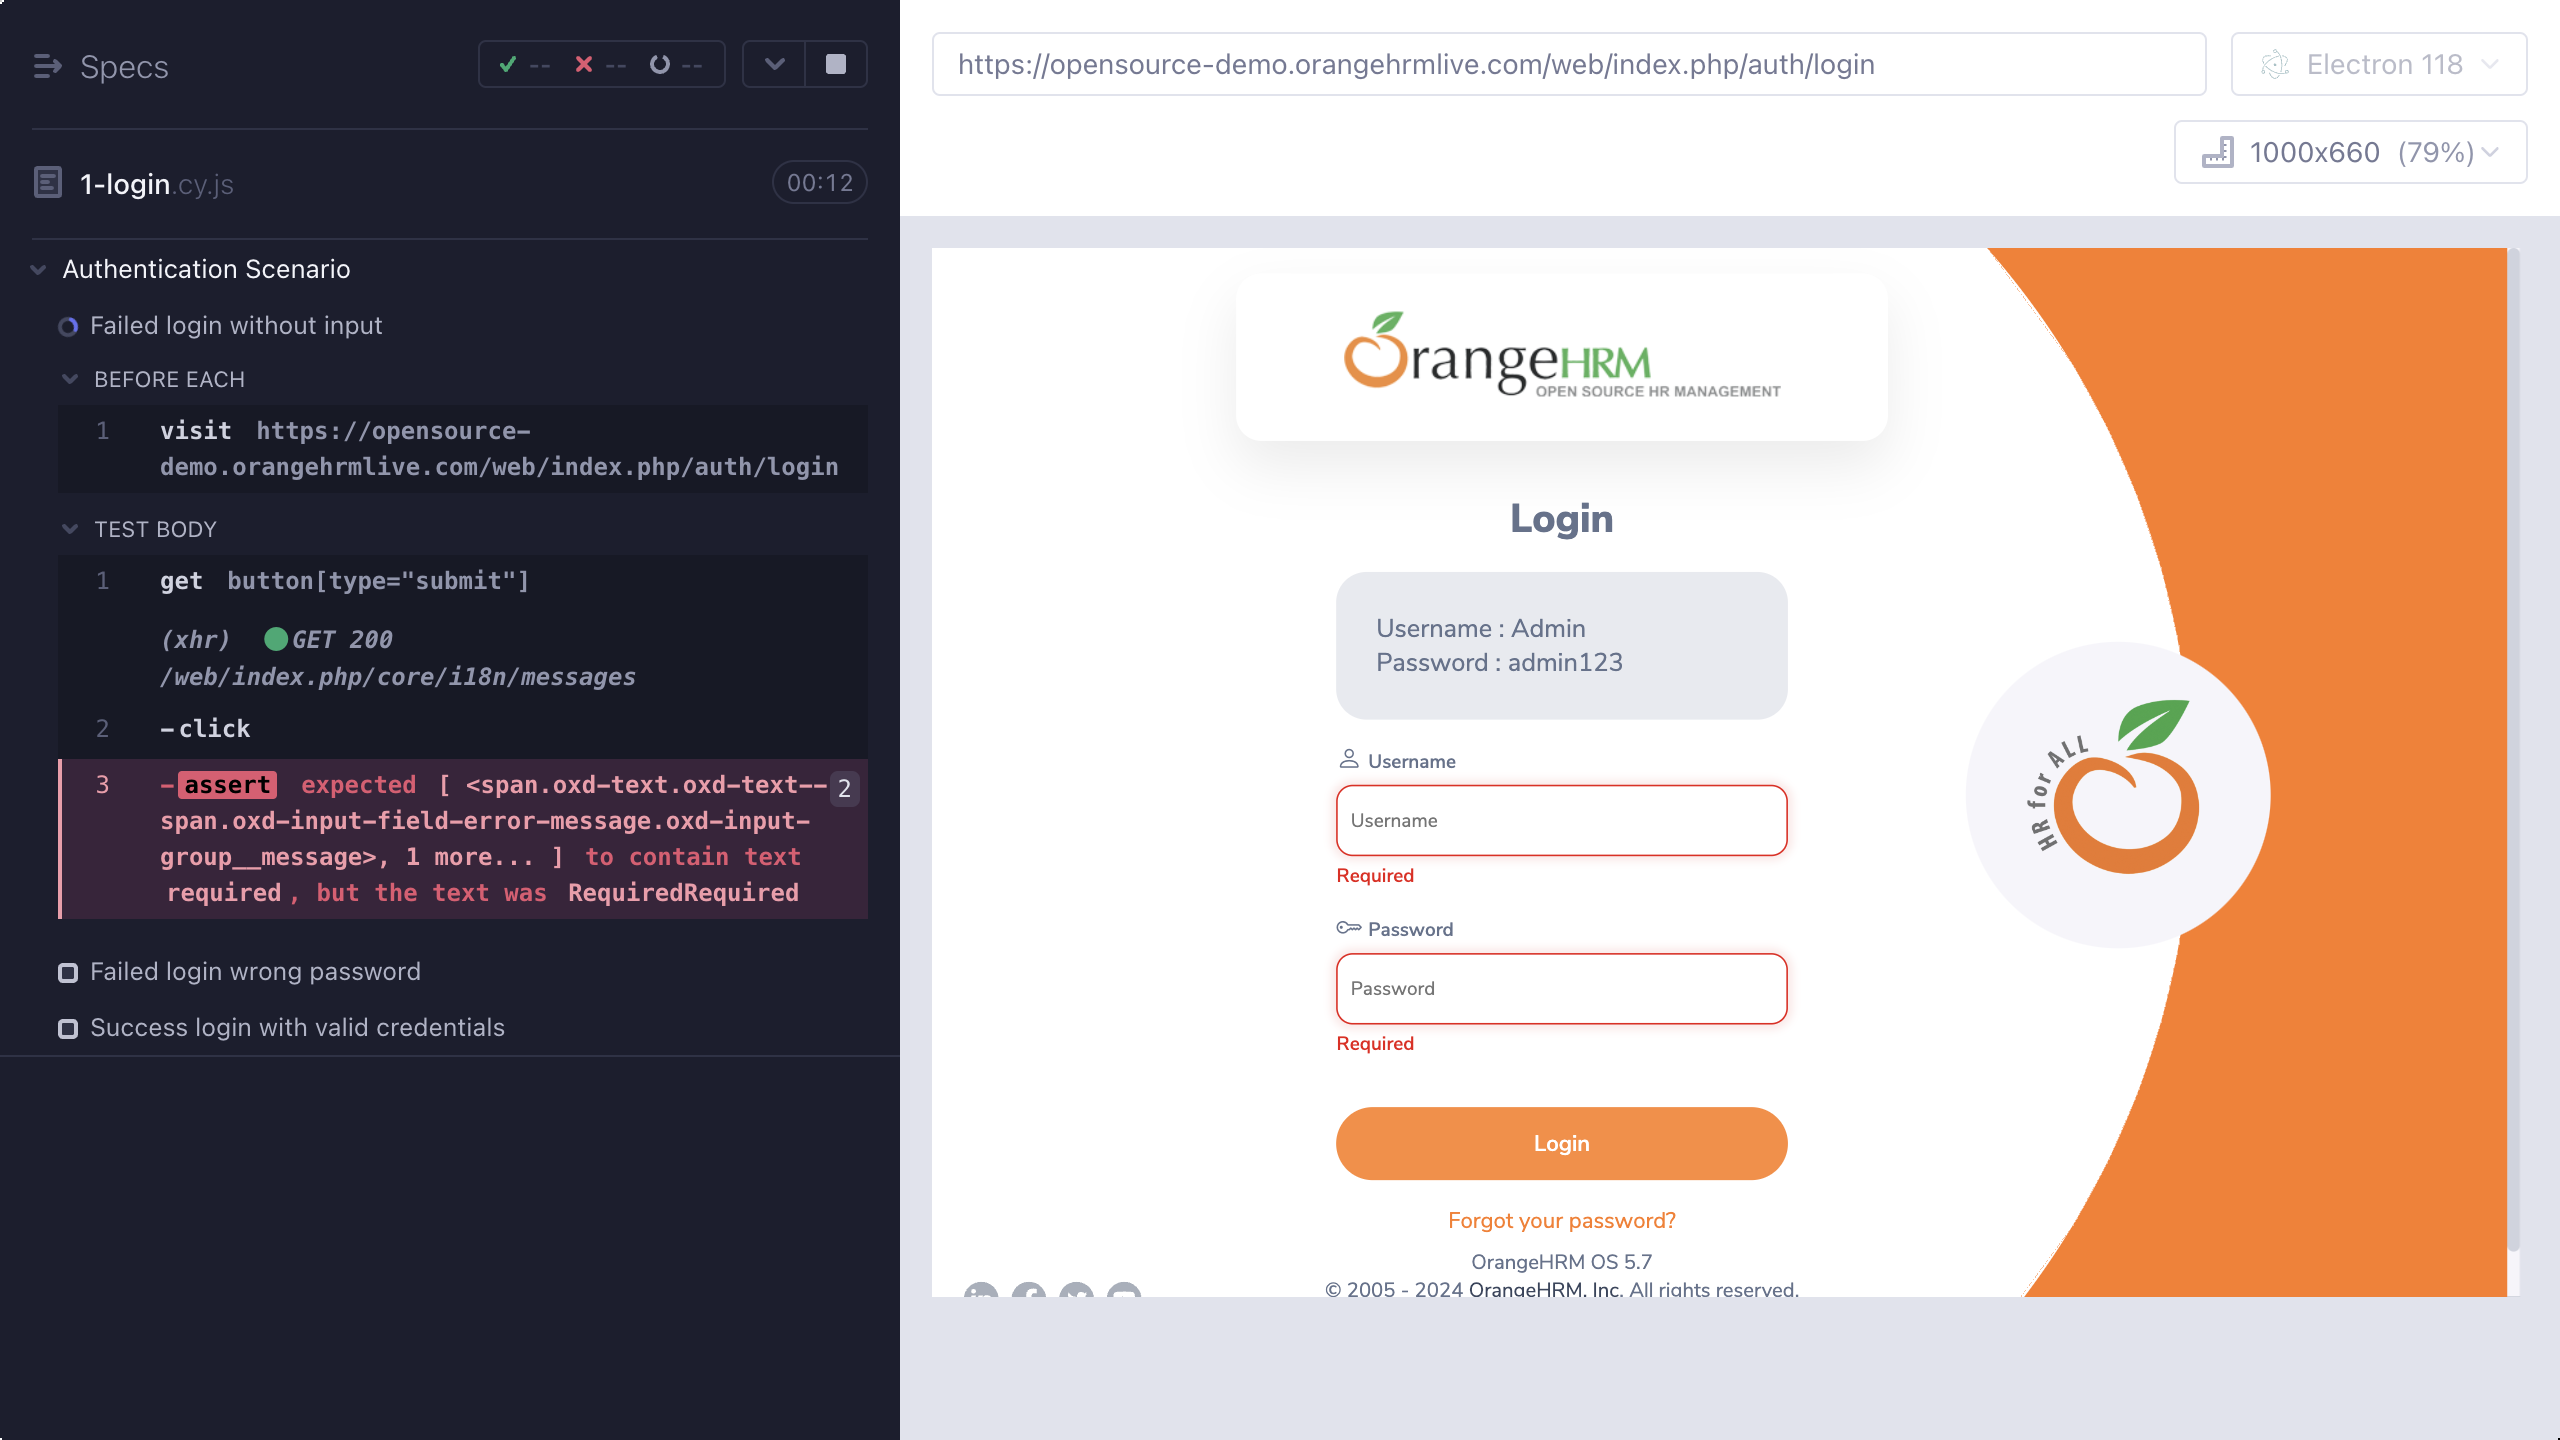 Specs
-- -- --
1-login.cy.js
00:12
Authentication Scenario
Failed login without input
BEFORE EACH
1 visit https://opensource-
demo.orangehrmlive.com/web/index.php/auth/login
TEST BODY
1 get button[type="submit"]
(xhr) GET 200
/web/index.php/core/i18n/messages
2 -click
3 -assert expected [ <span.oxd-text.oxd-text-- 2
span.oxd-input-field-error-message.oxd-input-
group__message>, 1 more... ] to contain text
required, but the text was RequiredRequired
Failed login wrong password
Success login with valid credentials
https://opensource-demo.orangehrmlive.com/web/index.php/auth/login
Electron 118
1000x660 (79%)
OrangeHRM
OPEN SOURCE HR MANAGEMENT
Login
Username : Admin
Password : admin123
Username
Username
Required
Password
Password
Required
Login
Forgot your password?
OrangeHRM OS 5.7
© 2005 - 2024 OrangeHRM, Inc. All rights reserved.
HR for ALL